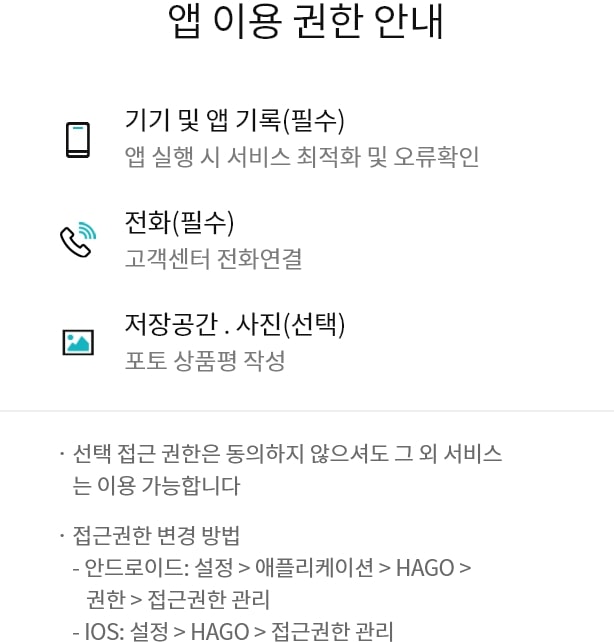 앱 이용 권한 안내
기기 및 앱 기록(필수)
앱 실행 시 서비스 최적화 및 오류확인
전화(필수)
고객센터 전화연결
저장공간 . 사진(선택)
포토 상품평 작성
· 선택 접근 권한은 동의하지 않으셔도 그 외 서비스
는 이용 가능합니다
· 접근권한 변경 방법
- 안드로이드: 설정 > 애플리케이션 > HAGO >
권한 > 접근권한 관리
- IOS: 설정 > HAGO > 접근권한 관리